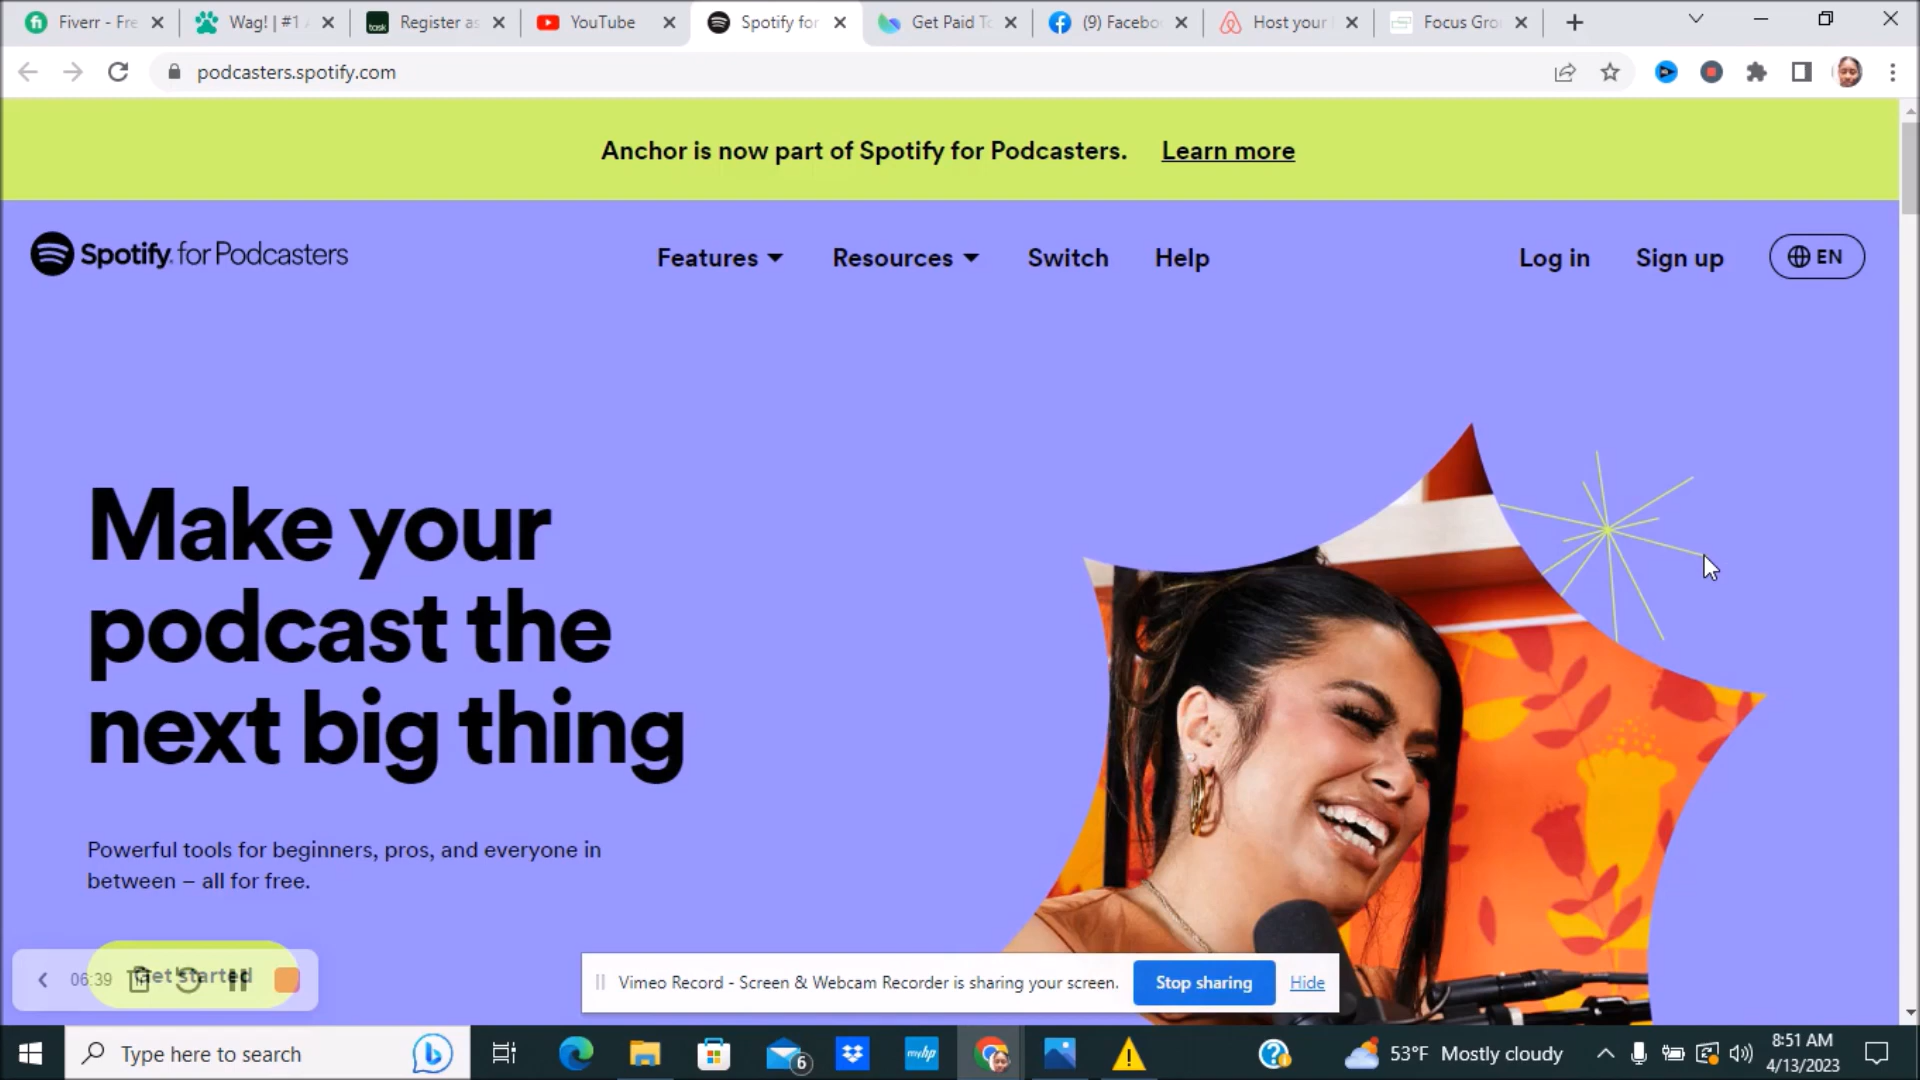 Fiverr - Fre
Wag! | #1
Register as
YouTube
Spotify for
Get Paid To
(9) Facebo
Host your
Focus Gro
podcasters.spotify.com
Anchor is now part of Spotify for Podcasters. Learn more
Spotify for Podcasters
Features
Resources
Switch
Help
Log in
Sign up
EN
Make your
podcast the
next big thing
Powerful tools for beginners, pros, and everyone in
between – all for free.
Get started
06:39
Vimeo Record - Screen & Webcam Recorder is sharing your screen.
Stop sharing
Hide
Type here to search
6
53°F Mostly cloudy
8:51 AM
4/13/2023